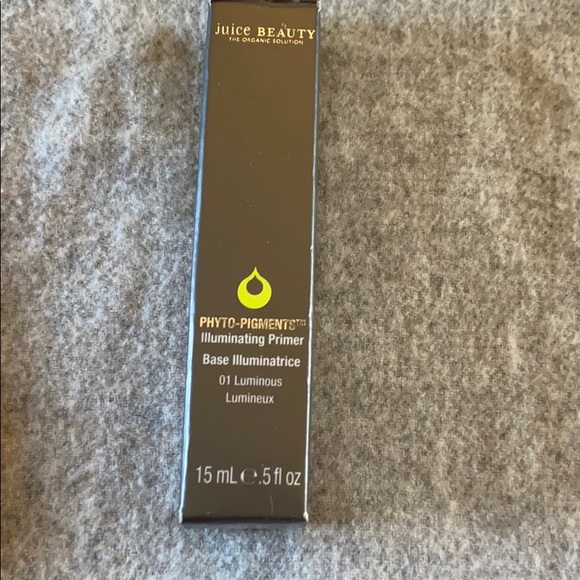 juice BEAUTY
THE ORGANIC SOLUTION
PHYTO-PIGMENTS™
Illuminating Primer
Base Illuminatrice
01 Luminous
Lumineux
15 mL ℮ .5 fl oz